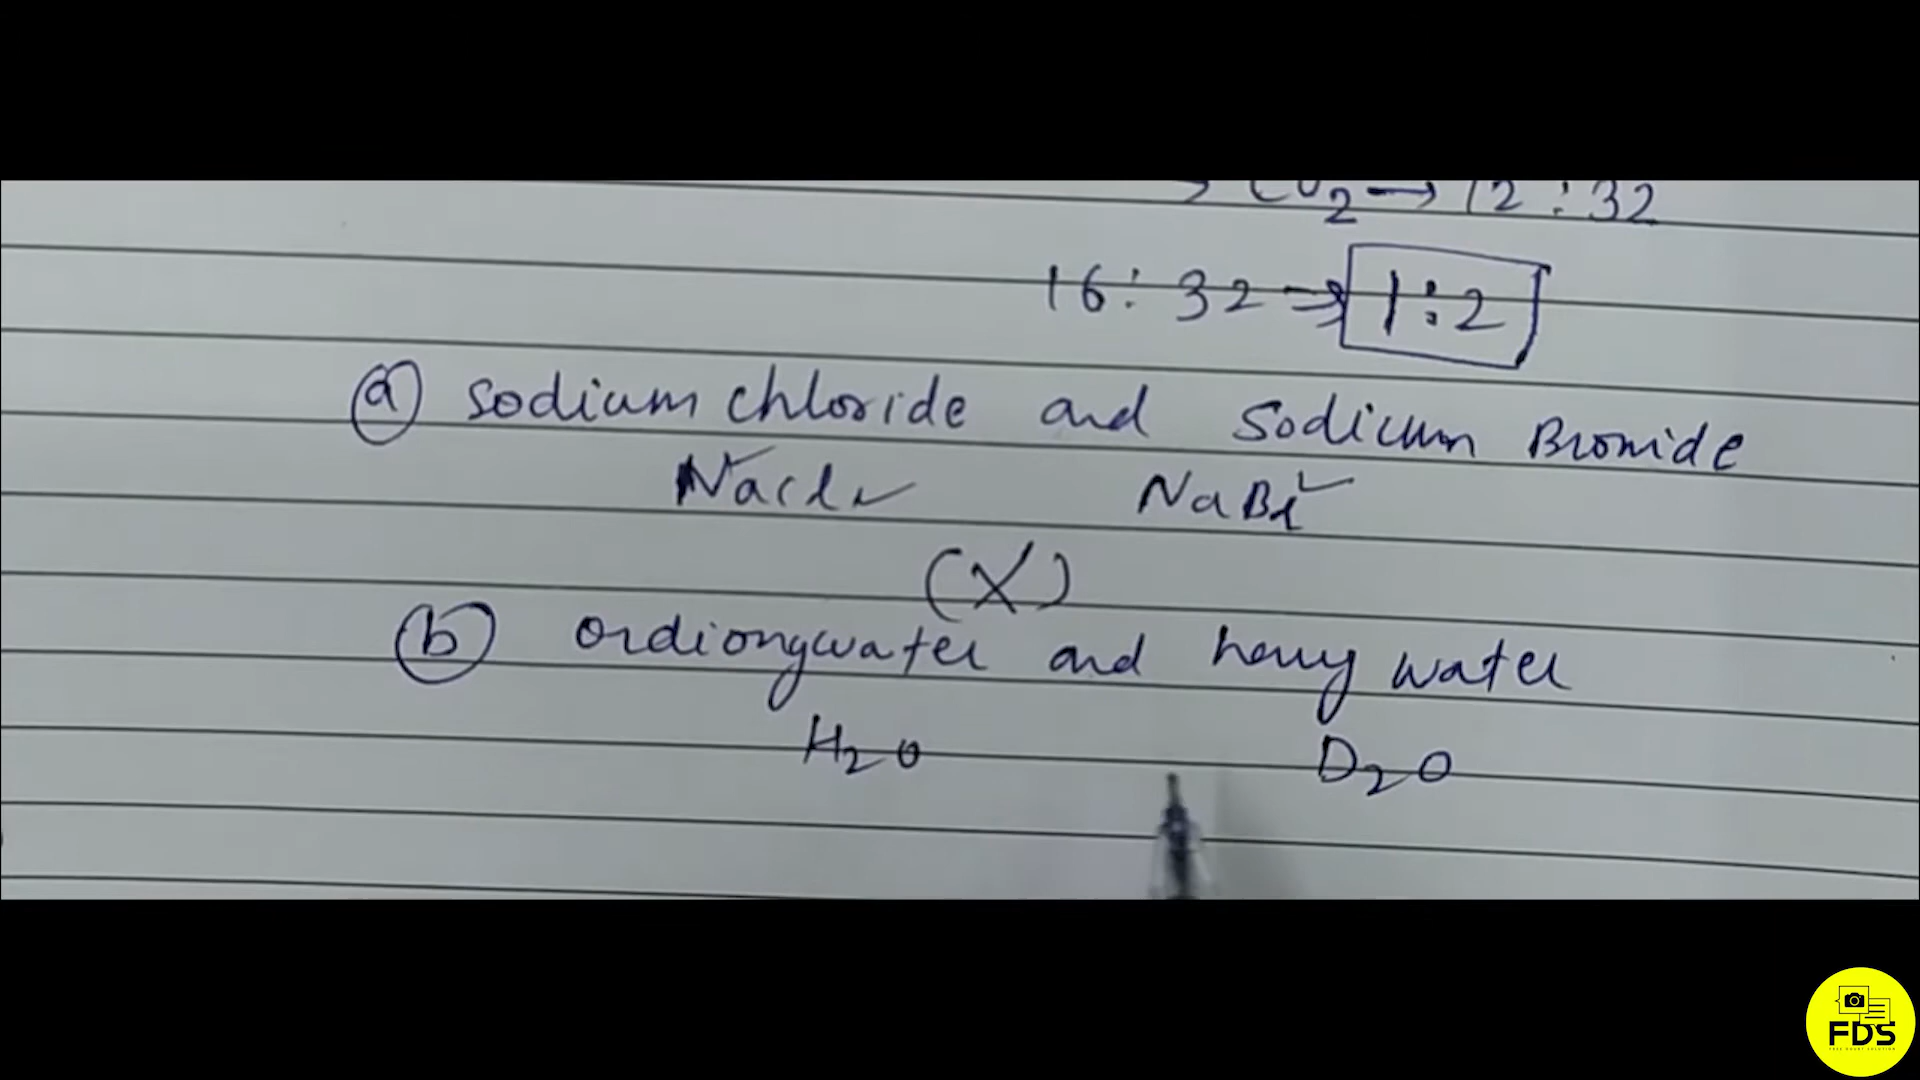 CO2 → 12 : 32
16 : 32 ⇒ 1 : 2
(a) sodium chloride and sodium Bromide
NaCl NaBr
(X)
(b) ordionywater and heavy water
H2O D2O
FDS